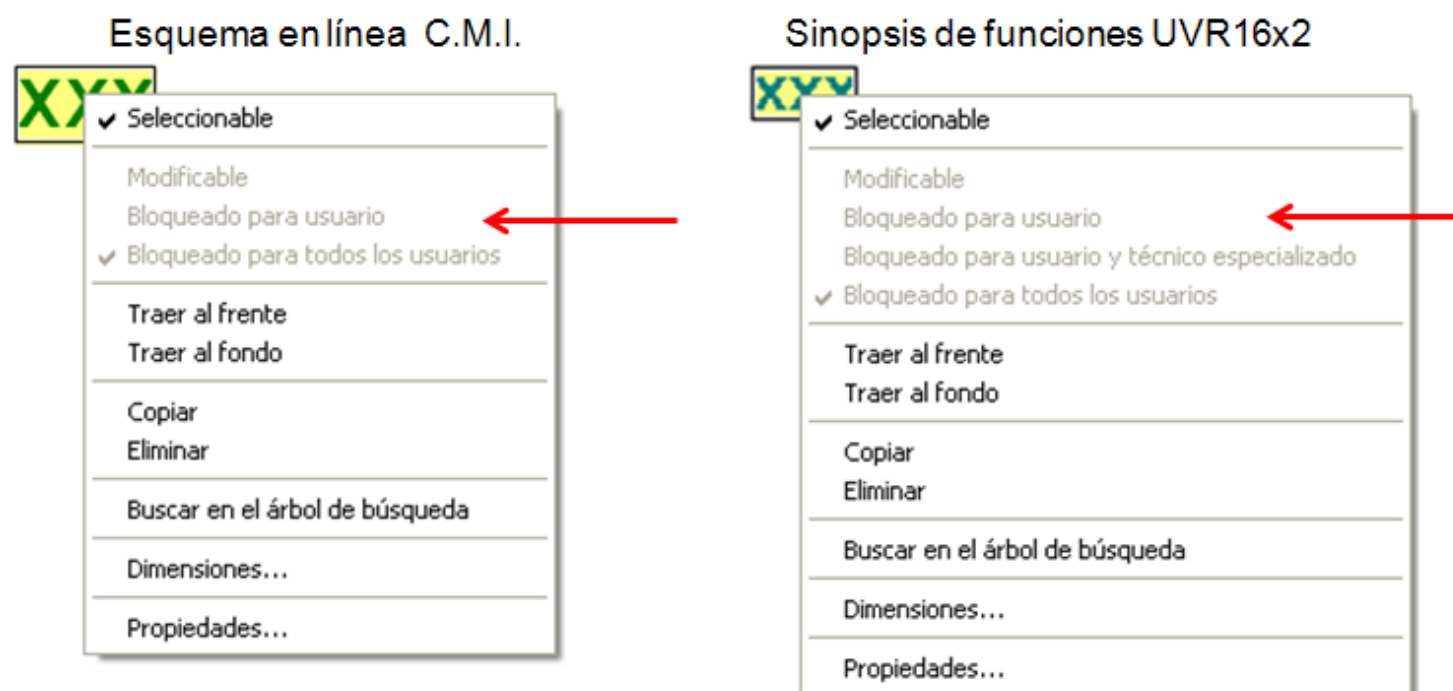 Esquema en línea C.M.I.
XXX
Seleccionable
Modificable
Bloqueado para usuario
Bloqueado para todos los usuarios
Traer al frente
Traer al fondo
Copiar
Eliminar
Buscar en el árbol de búsqueda
Dimensiones...
Propiedades...
Sinopsis de funciones UVR16x2
XXX
Seleccionable
Modificable
Bloqueado para usuario
Bloqueado para usuario y técnico especializado
Bloqueado para todos los usuarios
Traer al frente
Traer al fondo
Copiar
Eliminar
Buscar en el árbol de búsqueda
Dimensiones...
Propiedades...